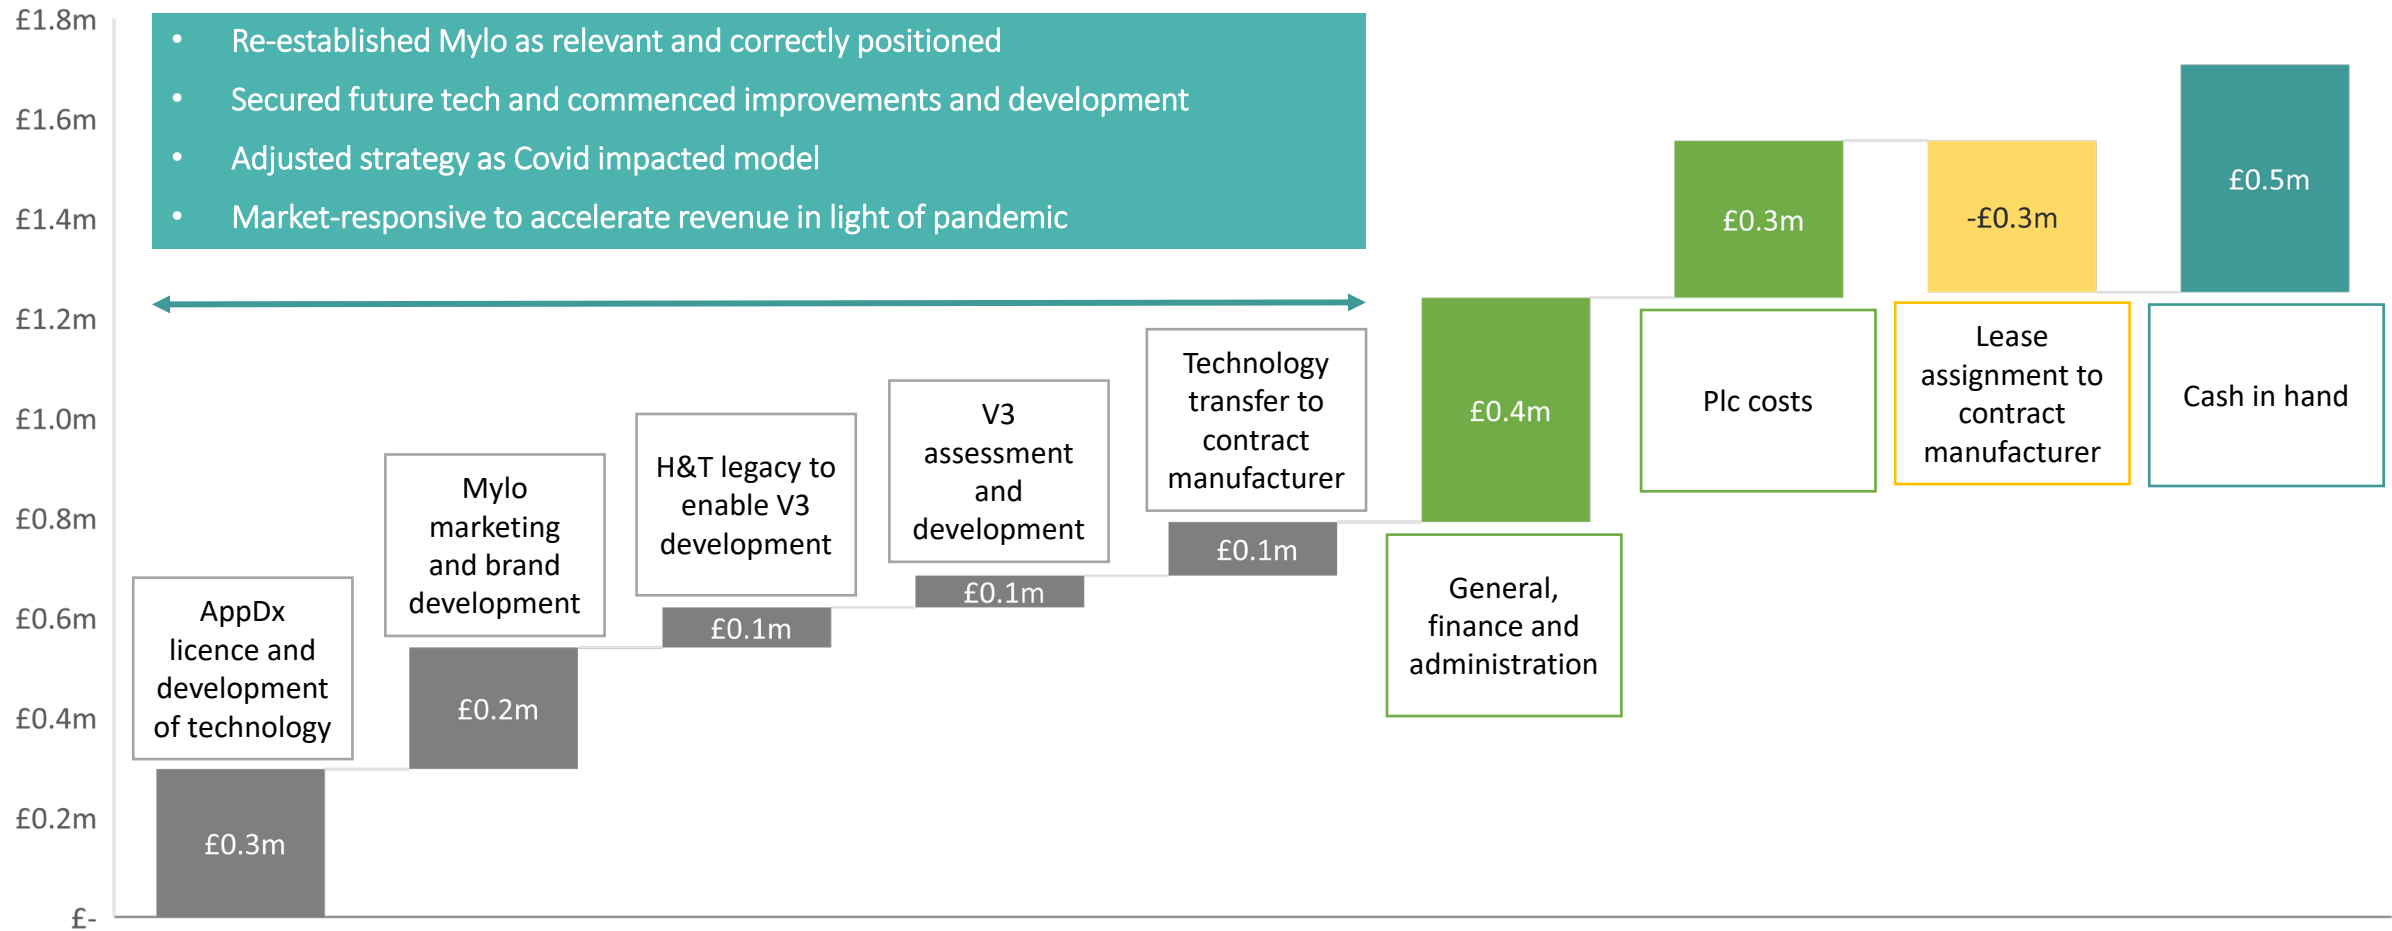 £1.8m
£1.6m
£1.4m
£1.2m
£1.0m
£0.8m
£0.6m
£0.4m
£0.2m
£-
• Re-established Mylo as relevant and correctly positioned
• Secured future tech and commenced improvements and development
• Adjusted strategy as Covid impacted model
• Market-responsive to accelerate revenue in light of pandemic
AppDx
licence and
development
of technology
£0.3m
Mylo
marketing
and brand
development
£0.2m
H&T legacy to
enable V3
development
£0.1m
V3
assessment
and
development
£0.1m
Technology
transfer to
contract
manufacturer
£0.1m
£0.4m
General,
finance and
administration
£0.3m
Plc costs
-£0.3m
Lease
assignment to
contract
manufacturer
£0.5m
Cash in hand